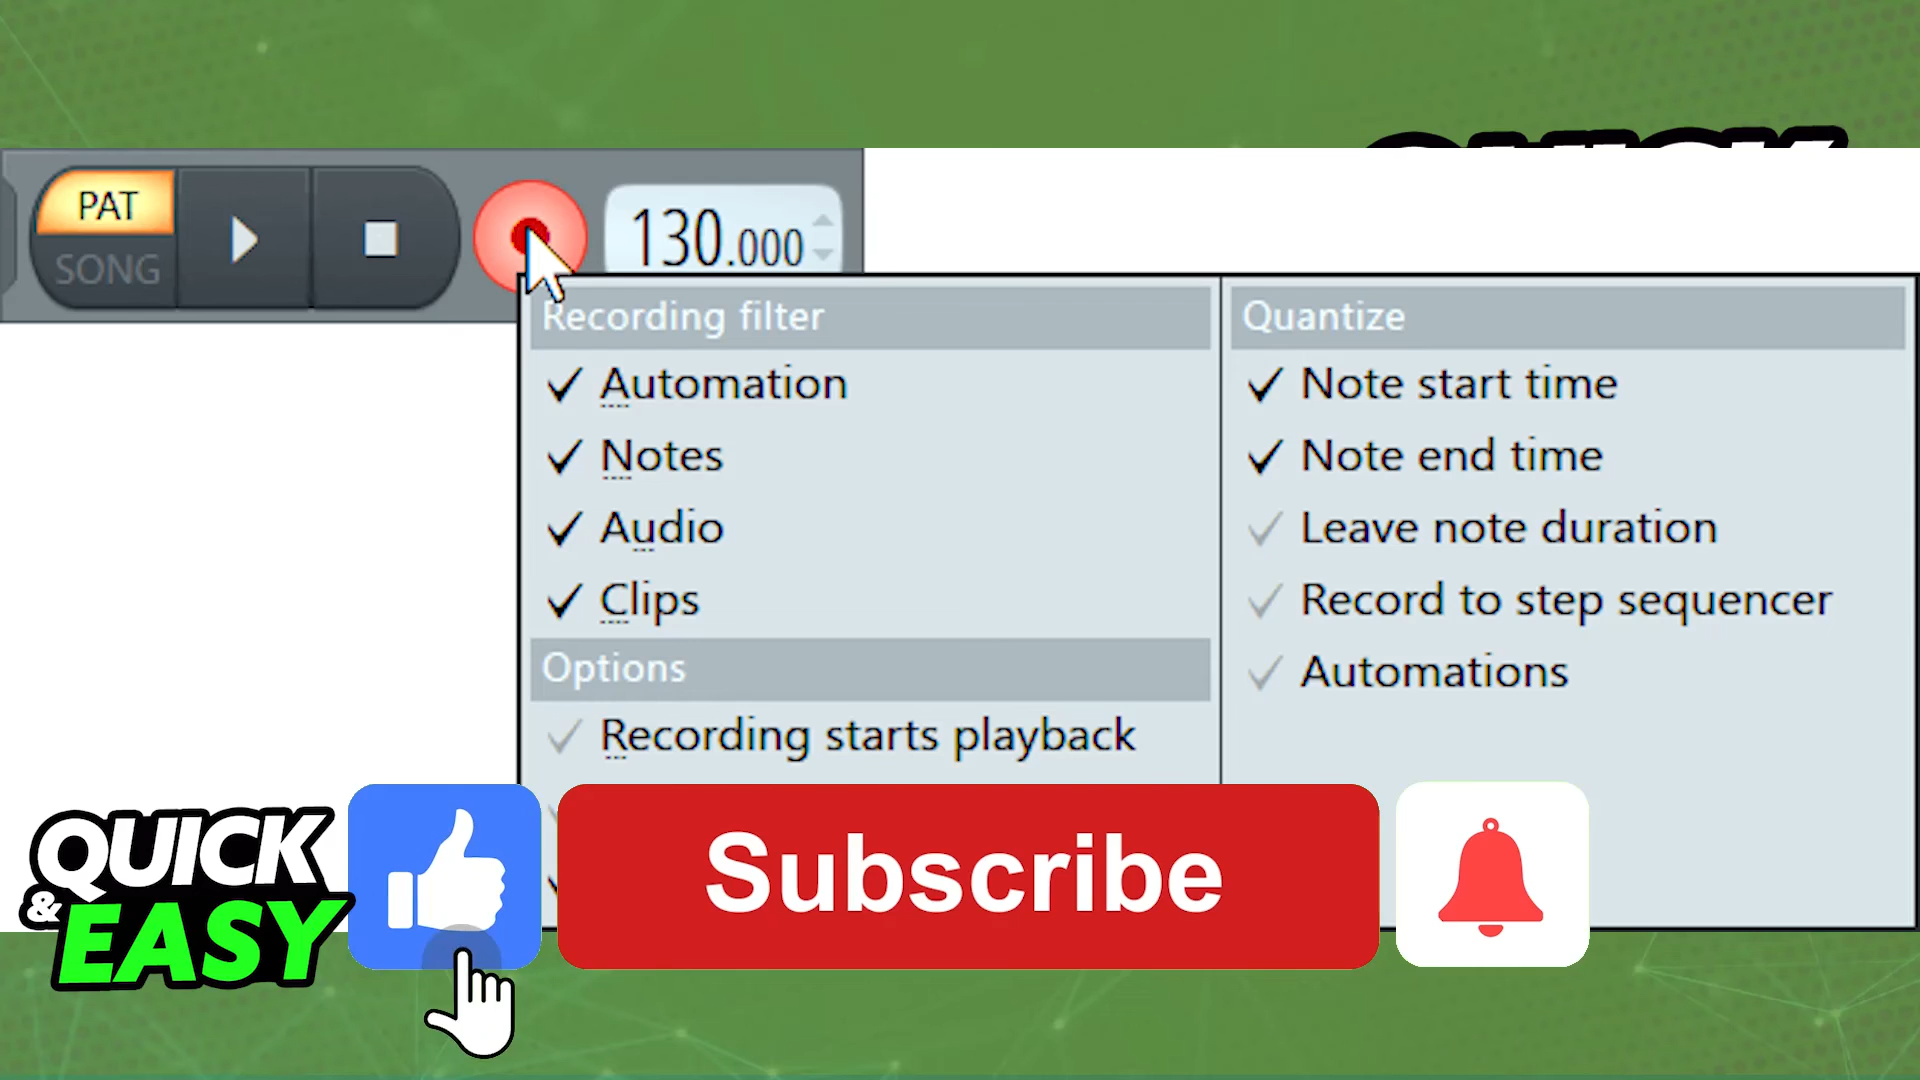 PAT
SONG
130.000
Recording filter
Automation
Notes
Audio
Clips
Options
Recording starts playback
Quantize
Note start time
Note end time
Leave note duration
Record to step sequencer
Automations
QUICK
& EASY
Subscribe